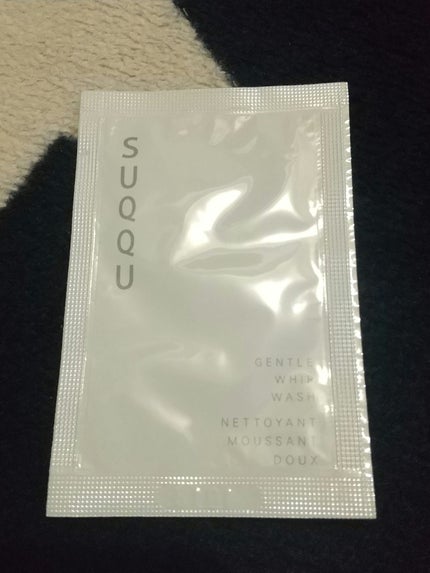 SUQQU
GENTLE
WHIP
WASH
NETTOYANT
MOUSSANT
DOUX